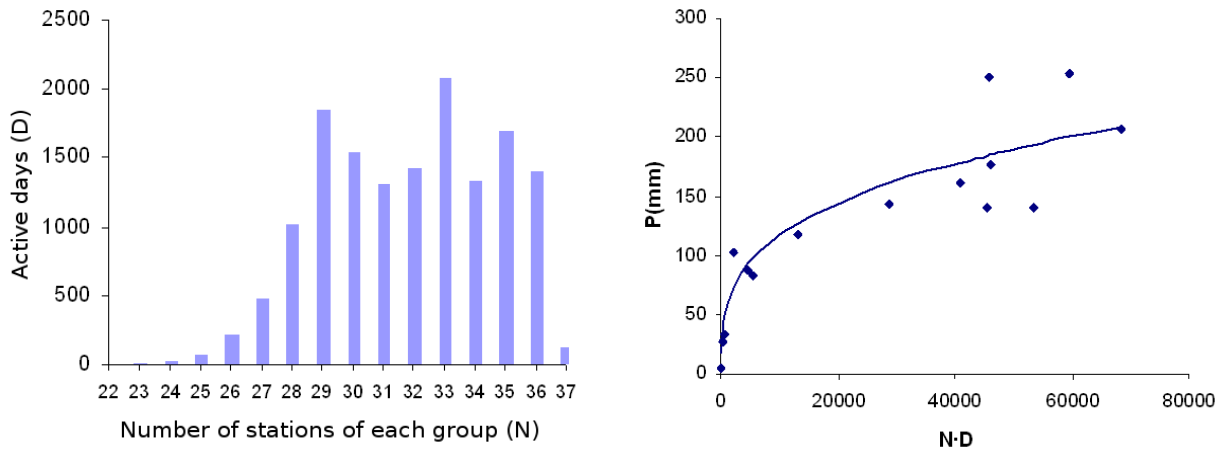 2500
2000
1500
1000
500
0
22 23 24 25 26 27 28 29 30 31 32 33 34 35 36 37
Active days (D)
Number of stations of each group (N)
300
250
200
150
100
50
0
0 20000 40000 60000 80000
P(mm)
N·D